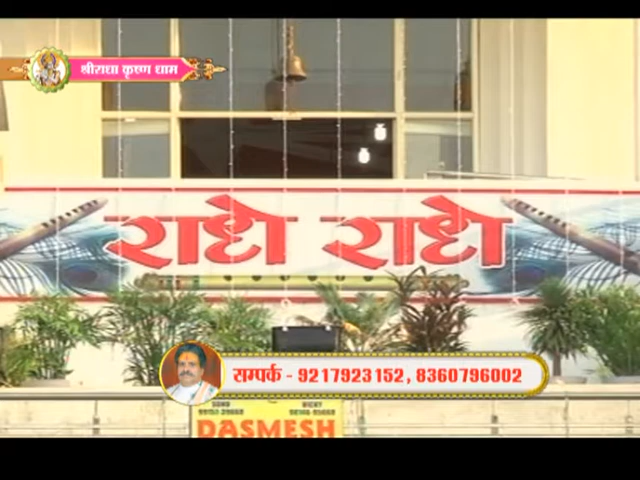 श्रीराधा कृष्ण धाम
राधे राधे
सम्पर्क - 9217923152, 8360796002
DASMESH